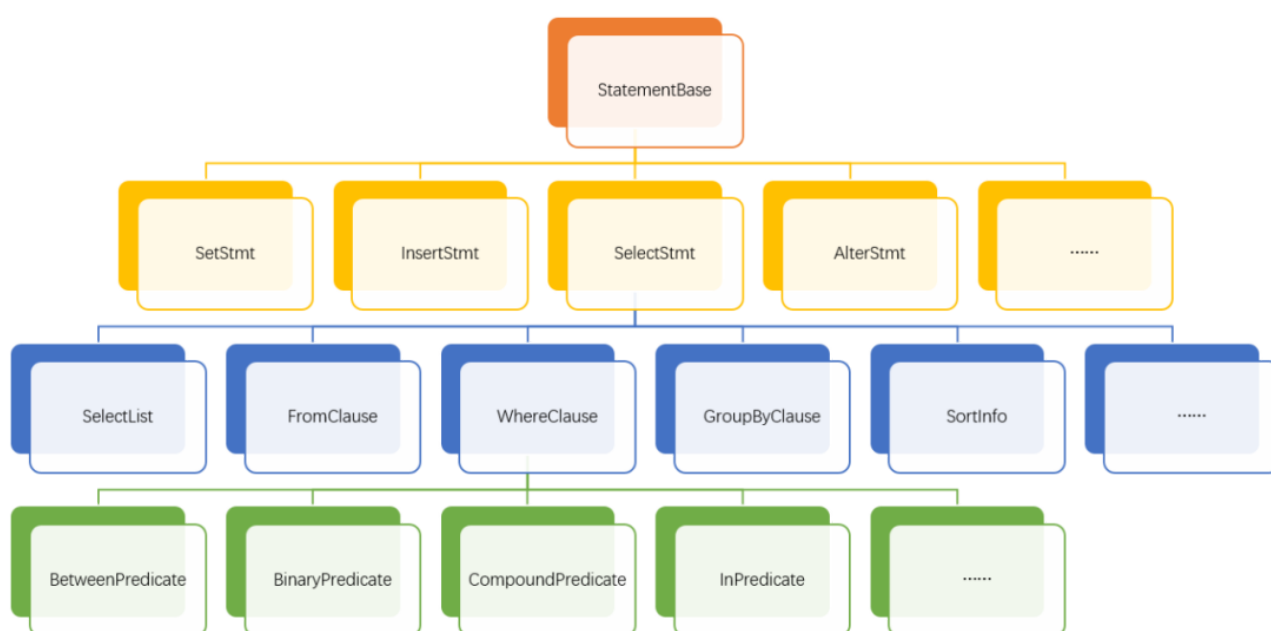 StatementBase
SetStmt
InsertStmt
SelectStmt
AlterStmt
······
SelectList
FromClause
WhereClause
GroupByClause
SortInfo
······
BetweenPredicate
BinaryPredicate
CompoundPredicate
InPredicate
······